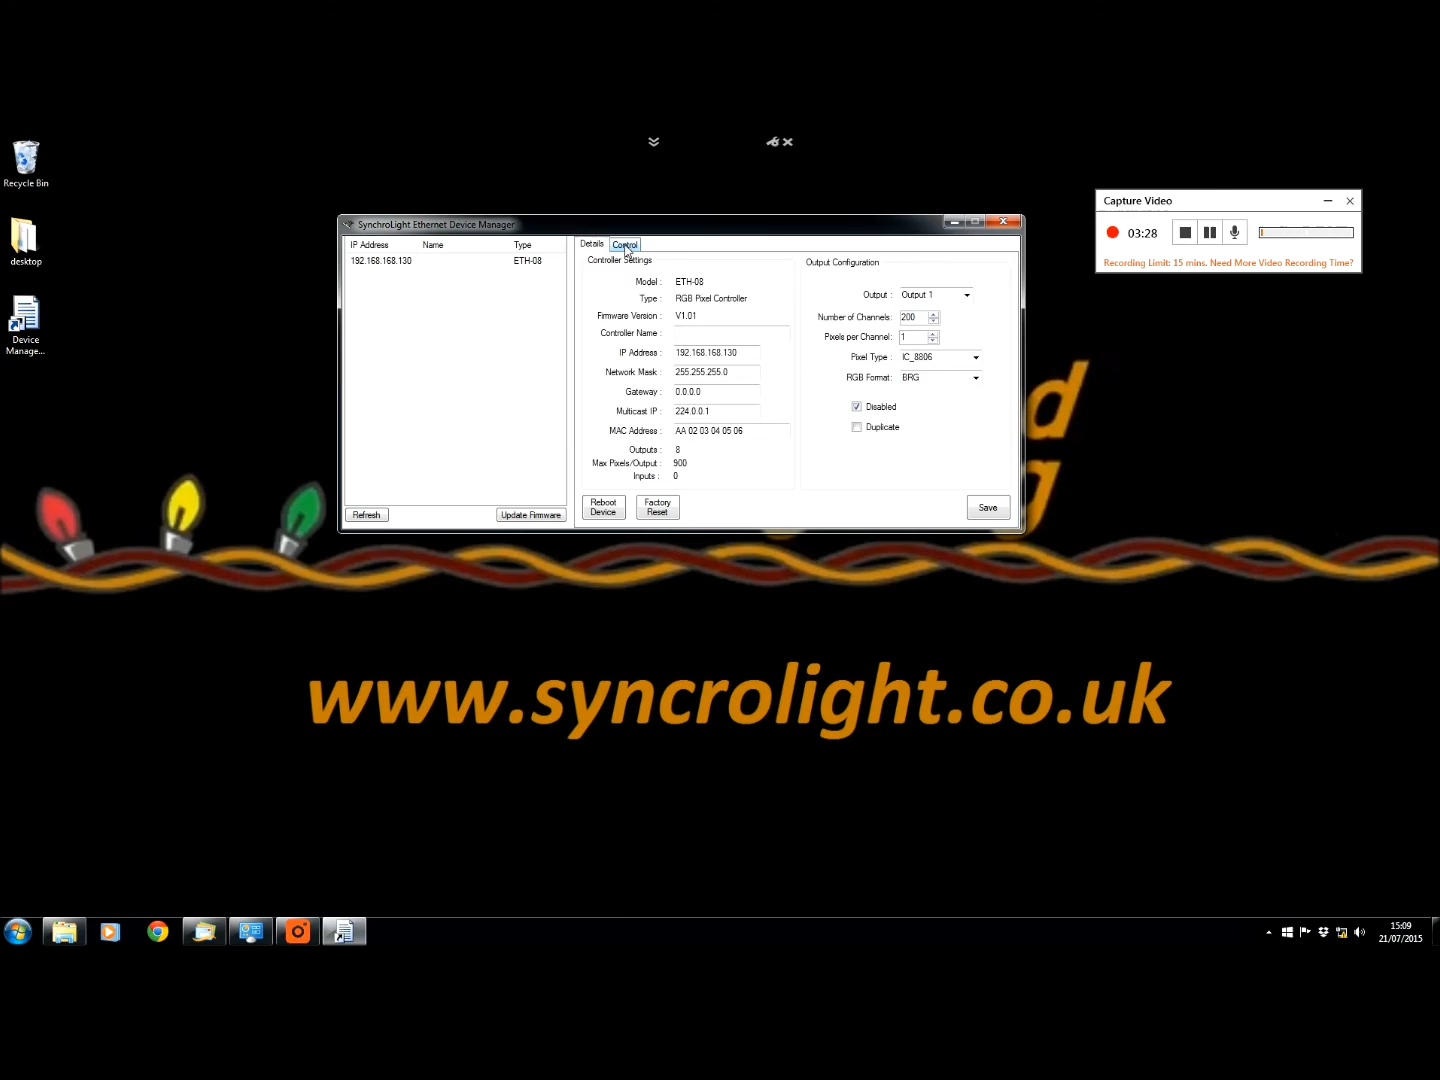 Recycle Bin
desktop
Device
Manage...
Capture Video
03:28
Recording Limit: 15 mins. Need More Video Recording Time?
SynchroLight Ethernet Device Manager
IP Address Name Type
192.168.168.130 ETH-08
Refresh Update Firmware
Details Control
Controller Settings
Model : ETH-08
Type : RGB Pixel Controller
Firmware Version : V1.01
Controller Name :
IP Address : 192.168.168.130
Network Mask : 255.255.255.0
Gateway : 0.0.0.0
Multicast IP : 224.0.0.1
MAC Address : AA 02 03 04 05 06
Outputs : 8
Max Pixels/Output : 900
Inputs : 0
Reboot
Device
Factory
Reset
Output Configuration
Output : Output 1
Number of Channels: 200
Pixels per Channel: 1
Pixel Type : IC_8806
RGB Format: BRG
Disabled
Duplicate
Save
d
g
www.syncrolight.co.uk
15:09
21/07/2015